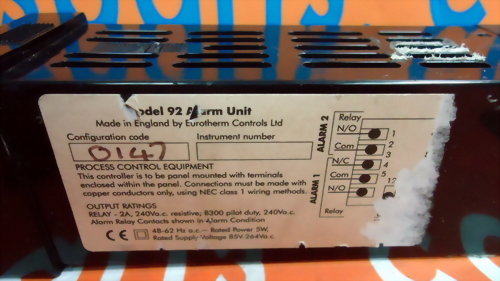 Model 92 Alarm Unit
Made in England by Eurotherm Controls Ltd
Configuration code Instrument number
0147
PROCESS CONTROL EQUIPMENT
This controller is to be panel mounted with terminals
enclosed within the panel. Connections must be made with
copper conductors only, using NEC class 1 wiring methods.
OUTPUT RATINGS
RELAY - 2A, 240Va.c. resistive; B300 pilot duty, 240Va.c.
Alarm Relay Contacts shown in Alarm Condition
CE 48-62 Hz a.c.– Rated Power 5W,
Rated Supply Voltage 85V-264Va.c.
ALARM 2
ALARM 1
Relay
N/O 1
Com 2
N/C 3
Com 4
N/O 5
12
Relay